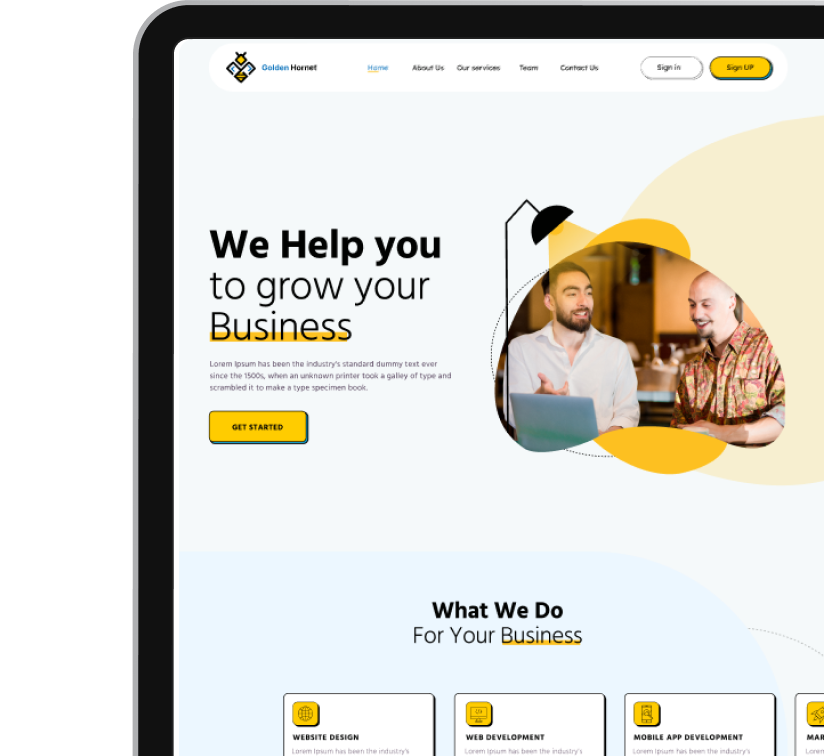 Golden Hornet
Home About Us Our services Team Contact Us Sign in Sign UP
We Help you
to grow your
Business
Lorem Ipsum has been the industry's standard dummy text ever
since the 1500s, when an unknown printer took a galley of type and
scrambled it to make a type specimen book.
GET STARTED
What We Do
For Your Business
WEBSITE DESIGN
Lorem Ipsum has been the industry's
WEB DEVELOPMENT
Lorem Ipsum has been the industry's
MOBILE APP DEVELOPMENT
Lorem Ipsum has been the industry's